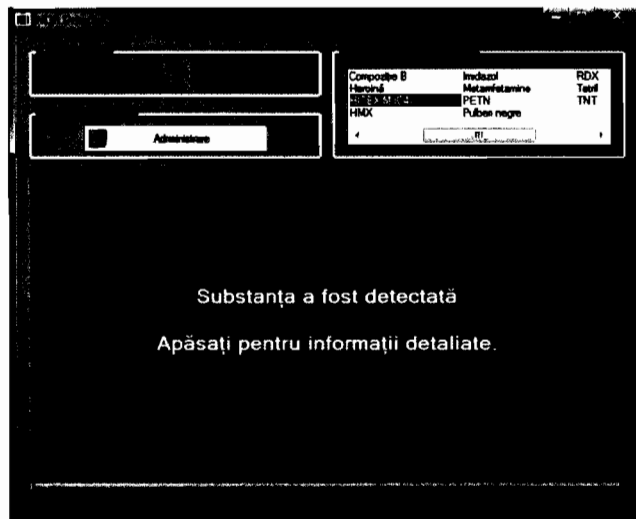 Compoziție B Imidazol RDX
Heroină Metamfetamine Tetril
PETN TNT
HMX Pulbere neagră
Administrare
Substanța a fost detectată
Apăsați pentru informații detaliate.